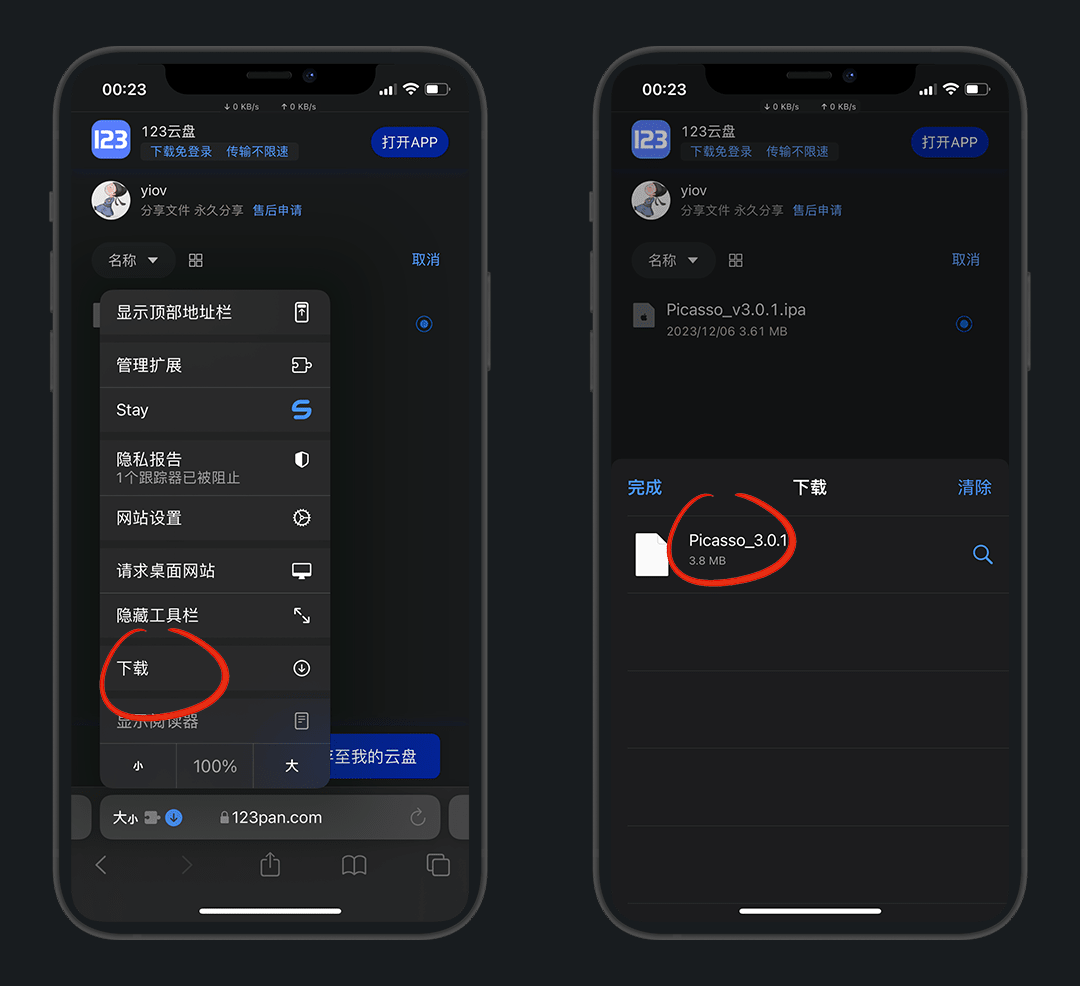 00:23
↓ 0 KB/s ↑ 0 KB/s
123
123云盘
下载免登录 传输不限速
打开APP
yiov
分享文件 永久分享 售后申请
名称
取消
显示顶部地址栏
管理扩展
Stay
隐私报告
1个跟踪器已被阻止
网站设置
请求桌面网站
隐藏工具栏
下载
显示阅读器
小 100% 大
至我的云盘
大小 123pan.com
00:23
↓ 0 KB/s ↑ 0 KB/s
123
123云盘
下载免登录 传输不限速
打开APP
yiov
分享文件 永久分享 售后申请
名称
取消
Picasso_v3.0.1.ipa
2023/12/06 3.61 MB
完成 下载 清除
Picasso_3.0.1
3.8 MB